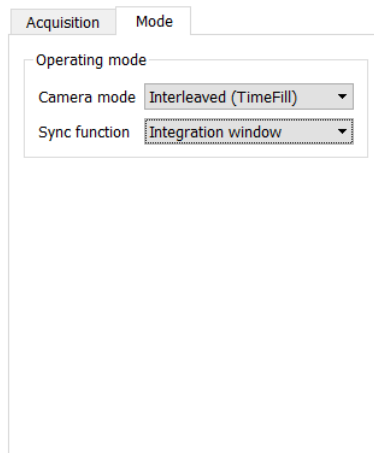 Acquisition Mode
Operating mode
Camera mode Interleaved (TimeFill)
Sync function Integration window